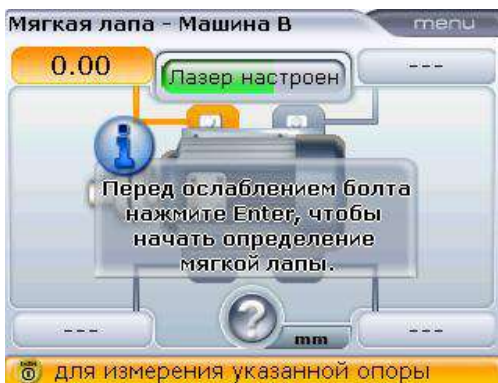 Мягкая лапа - Машина B
menu
0.00
Лазер настроен
---
Перед ослаблением болта
нажмите Enter, чтобы
начать определение
мягкой лапы.
---
?
mm
---
для измерения указанной опоры